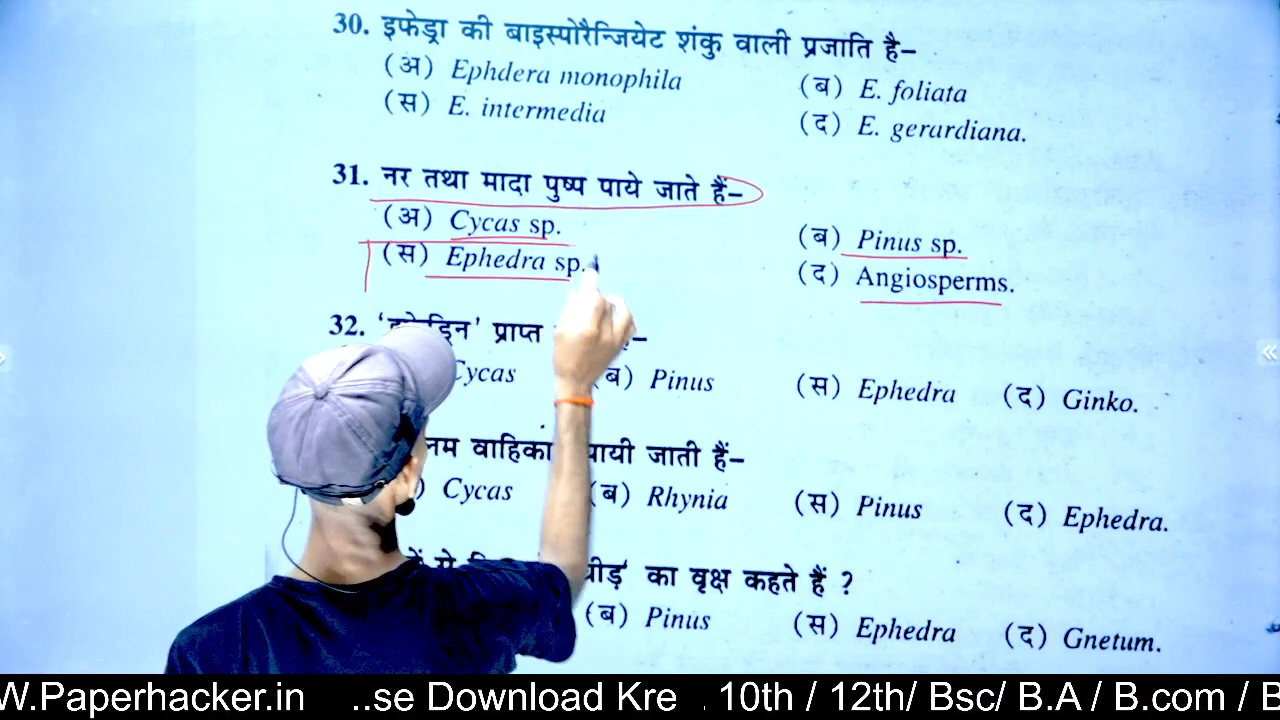 30. इफेड्रा की बाइस्पोरैन्जियेट शंकु वाली प्रजाति है–
(अ) Ephdera monophila (ब) E. foliata
(स) E. intermedia (द) E. gerardiana.
31. नर तथा मादा पुष्प पाये जाते हैं–
(अ) Cycas sp. (ब) Pinus sp.
(स) Ephedra sp. (द) Angiosperms.
32. प्राप्त
Cycas (ब) Pinus (स) Ephedra (द) Ginko.
पायी जाती हैं–
Cycas (ब) Rhynia (स) Pinus (द) Ephedra.
का वृक्ष कहते हैं ?
(ब) Pinus (स) Ephedra (द) Gnetum.
W.Paperhacker.in ..se Download Kre . 10th / 12th/ Bsc/ B.A / B.com / B